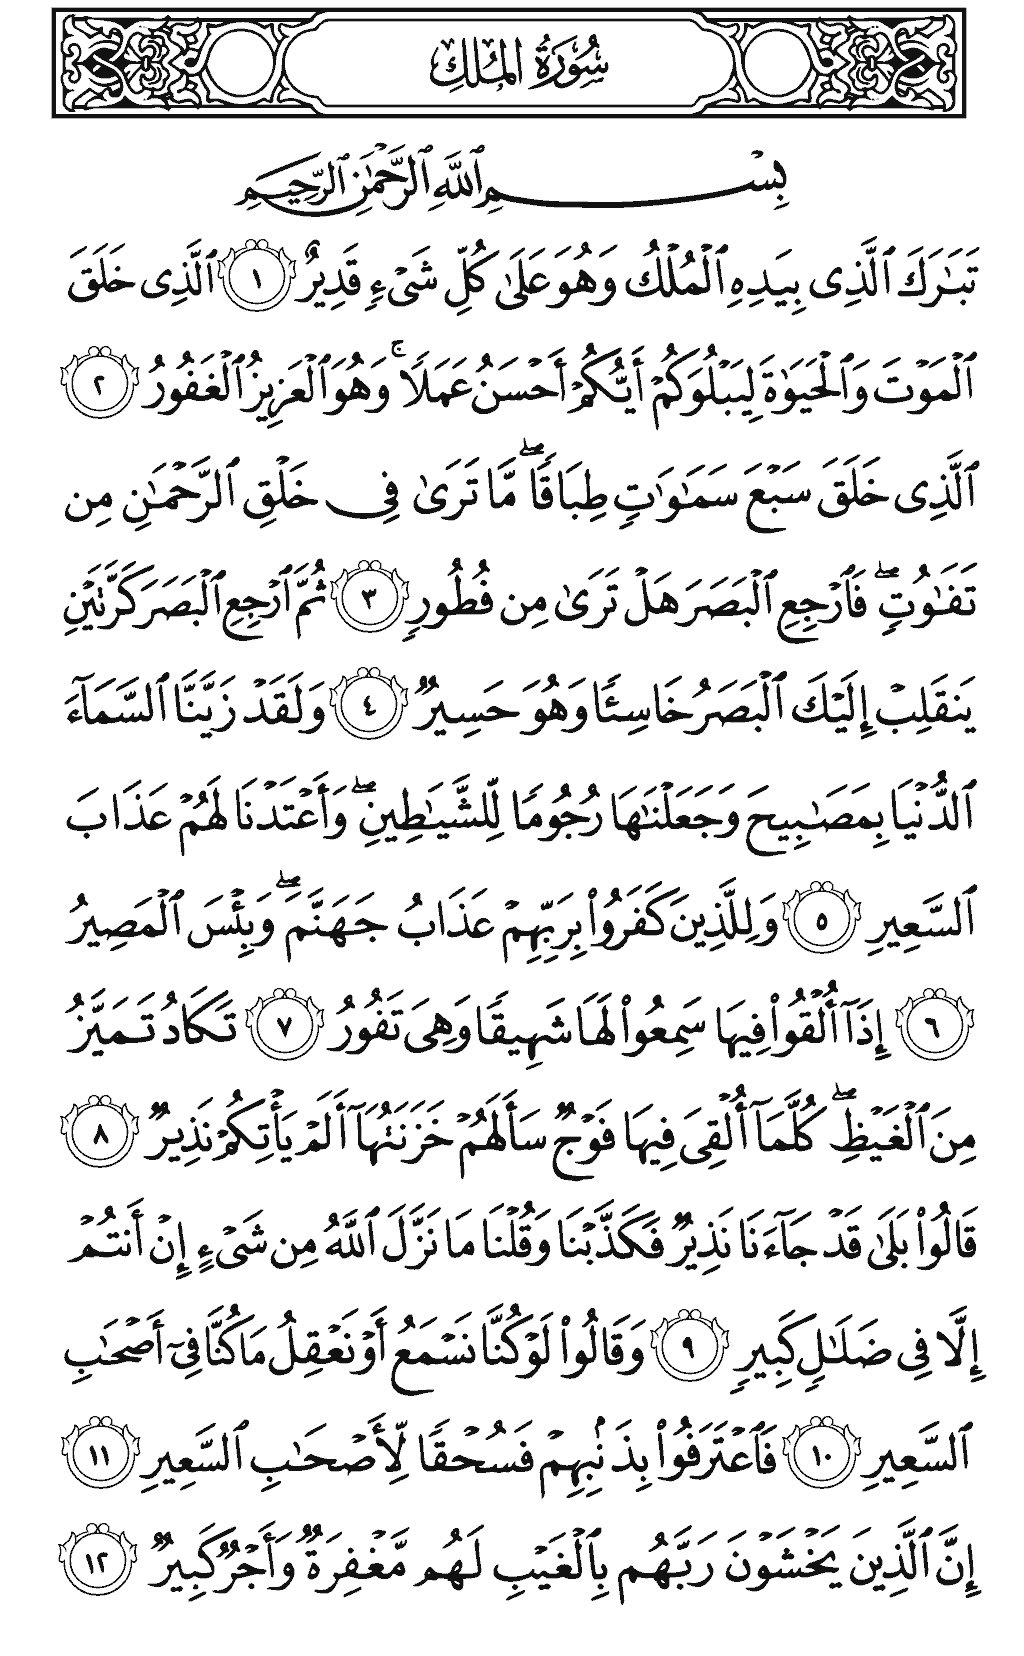 سُورَةُ المُلك
بِسْمِ ٱللَّهِ ٱلرَّحْمَٰنِ ٱلرَّحِيمِ
تَبَٰرَكَ ٱلَّذِى بِيَدِهِ ٱلْمُلْكُ وَهُوَ عَلَىٰ كُلِّ شَىْءٍ قَدِيرٌ ١ ٱلَّذِى خَلَقَ
ٱلْمَوْتَ وَٱلْحَيَوٰةَ لِيَبْلُوَكُمْ أَيُّكُمْ أَحْسَنُ عَمَلًا ۚ وَهُوَ ٱلْعَزِيزُ ٱلْغَفُورُ ٢
ٱلَّذِى خَلَقَ سَبْعَ سَمَٰوَٰتٍ طِبَاقًا ۖ مَّا تَرَىٰ فِى خَلْقِ ٱلرَّحْمَٰنِ مِن
تَفَٰوُتٍ ۖ فَٱرْجِعِ ٱلْبَصَرَ هَلْ تَرَىٰ مِن فُطُورٍ ٣ ثُمَّ ٱرْجِعِ ٱلْبَصَرَ كَرَّتَيْنِ
يَنقَلِبْ إِلَيْكَ ٱلْبَصَرُ خَاسِئًا وَهُوَ حَسِيرٌ ٤ وَلَقَدْ زَيَّنَّا ٱلسَّمَآءَ
ٱلدُّنْيَا بِمَصَٰبِيحَ وَجَعَلْنَٰهَا رُجُومًا لِّلشَّيَٰطِينِ ۖ وَأَعْتَدْنَا لَهُمْ عَذَابَ
ٱلسَّعِيرِ ٥ وَلِلَّذِينَ كَفَرُوا۟ بِرَبِّهِمْ عَذَابُ جَهَنَّمَ ۖ وَبِئْسَ ٱلْمَصِيرُ
٦ إِذَآ أُلْقُوا۟ فِيهَا سَمِعُوا۟ لَهَا شَهِيقًا وَهِىَ تَفُورُ ٧ تَكَادُ تَمَيَّزُ
مِنَ ٱلْغَيْظِ ۖ كُلَّمَآ أُلْقِىَ فِيهَا فَوْجٌ سَأَلَهُمْ خَزَنَتُهَآ أَلَمْ يَأْتِكُمْ نَذِيرٌ ٨
قَالُوا۟ بَلَىٰ قَدْ جَآءَنَا نَذِيرٌ فَكَذَّبْنَا وَقُلْنَا مَا نَزَّلَ ٱللَّهُ مِن شَىْءٍ إِنْ أَنتُمْ
إِلَّا فِى ضَلَٰلٍ كَبِيرٍ ٩ وَقَالُوا۟ لَوْ كُنَّا نَسْمَعُ أَوْ نَعْقِلُ مَا كُنَّا فِىٓ أَصْحَٰبِ
ٱلسَّعِيرِ ١٠ فَٱعْتَرَفُوا۟ بِذَنۢبِهِمْ فَسُحْقًا لِّأَصْحَٰبِ ٱلسَّعِيرِ ١١
إِنَّ ٱلَّذِينَ يَخْشَوْنَ رَبَّهُم بِٱلْغَيْبِ لَهُم مَّغْفِرَةٌ وَأَجْرٌ كَبِيرٌ ١٢